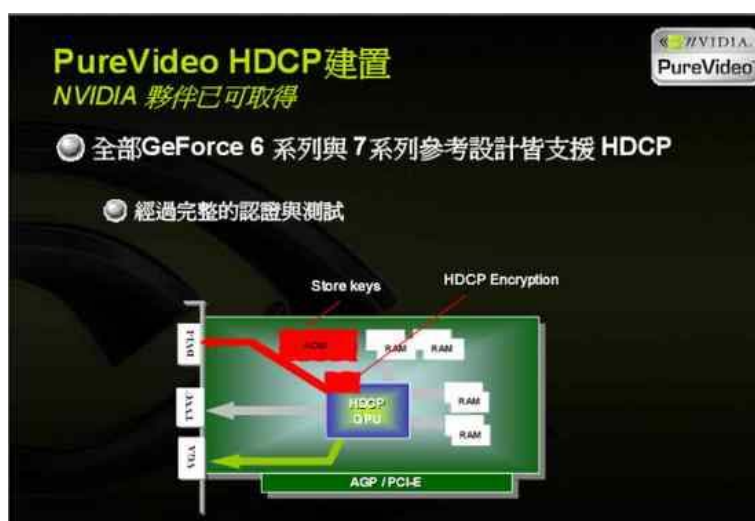 PureVideo HDCP建置
NVIDIA 夥伴已可取得
NVIDIA.
PureVideo™
全部GeForce 6 系列與 7系列參考設計皆支援 HDCP
經過完整的認證與測試
Store keys
HDCP Encryption
ROM
RAM
RAM
DVI-I
HDCP
GPU
RAM
RAM
VGA
AGP / PCI-E